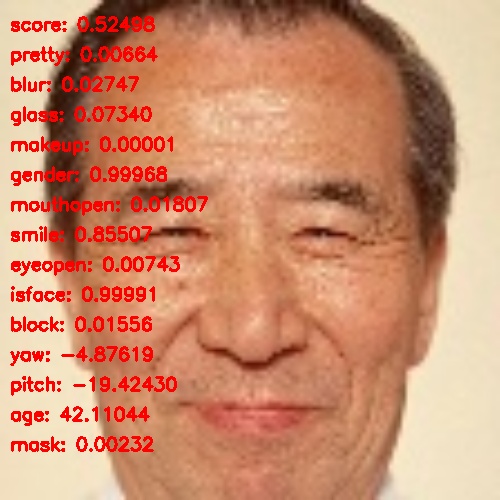 score: 0.52498
pretty: 0.00664
blur: 0.02747
glass: 0.07340
makeup: 0.00001
gender: 0.99968
mouthopen: 0.01807
smile: 0.85507
eyeopen: 0.00743
isface: 0.99991
block: 0.01556
yaw: −4.87619
pitch: −19.42430
age: 42.11044
mask: 0.00232